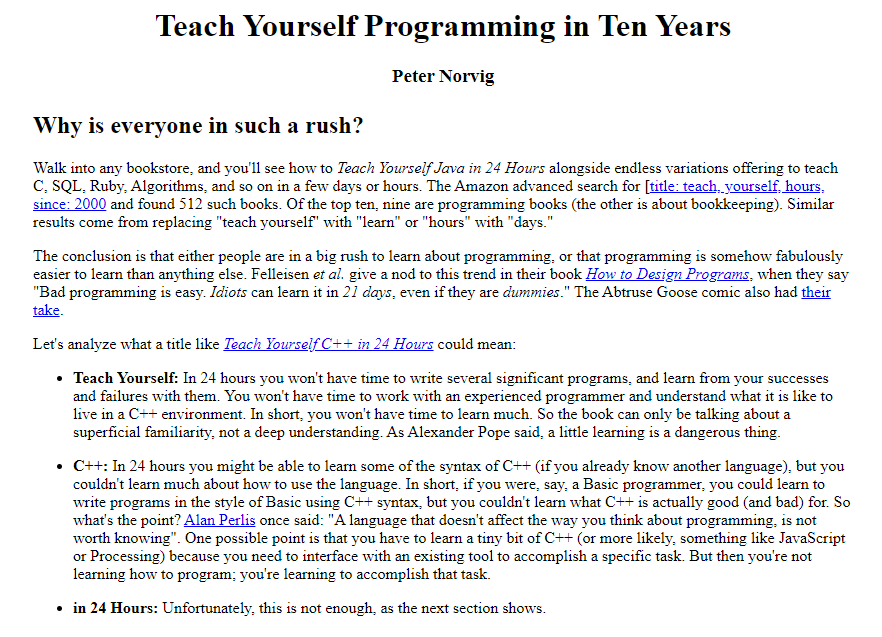 Teach Yourself Programming in Ten Years
Peter Norvig
Why is everyone in such a rush?
Walk into any bookstore, and you'll see how to Teach Yourself Java in 24 Hours alongside endless variations offering to teach
C, SQL, Ruby, Algorithms, and so on in a few days or hours. The Amazon advanced search for [title: teach, yourself, hours,
since: 2000 and found 512 such books. Of the top ten, nine are programming books (the other is about bookkeeping). Similar
results come from replacing "teach yourself" with "learn" or "hours" with "days."
The conclusion is that either people are in a big rush to learn about programming, or that programming is somehow fabulously
easier to learn than anything else. Felleisen et al. give a nod to this trend in their book How to Design Programs, when they say
"Bad programming is easy. Idiots can learn it in 21 days, even if they are dummies." The Abtruse Goose comic also had their
take.
Let's analyze what a title like Teach Yourself C++ in 24 Hours could mean:
• Teach Yourself: In 24 hours you won't have time to write several significant programs, and learn from your successes
and failures with them. You won't have time to work with an experienced programmer and understand what it is like to
live in a C++ environment. In short, you won't have time to learn much. So the book can only be talking about a
superficial familiarity, not a deep understanding. As Alexander Pope said, a little learning is a dangerous thing.
• C++: In 24 hours you might be able to learn some of the syntax of C++ (if you already know another language), but you
couldn't learn much about how to use the language. In short, if you were, say, a Basic programmer, you could learn to
write programs in the style of Basic using C++ syntax, but you couldn't learn what C++ is actually good (and bad) for. So
what's the point? Alan Perlis once said: "A language that doesn't affect the way you think about programming, is not
worth knowing". One possible point is that you have to learn a tiny bit of C++ (or more likely, something like JavaScript
or Processing) because you need to interface with an existing tool to accomplish a specific task. But then you're not
learning how to program; you're learning to accomplish that task.
• in 24 Hours: Unfortunately, this is not enough, as the next section shows.